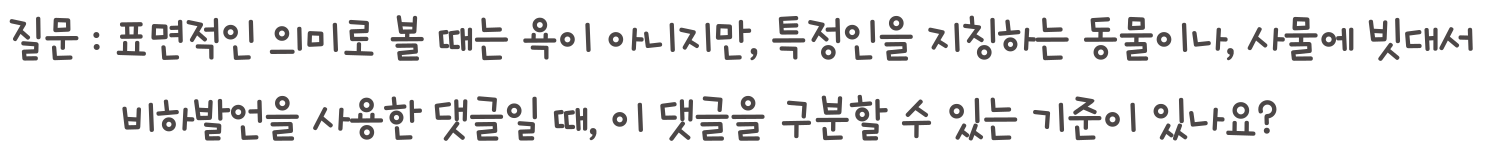 질문 : 표면적인 의미로 볼 때는 욕이 아니지만, 특정인을 지칭하는 동물이나, 사물에 빗대서
비하발언을 사용한 댓글일 때, 이 댓글을 구분할 수 있는 기준이 있나요?